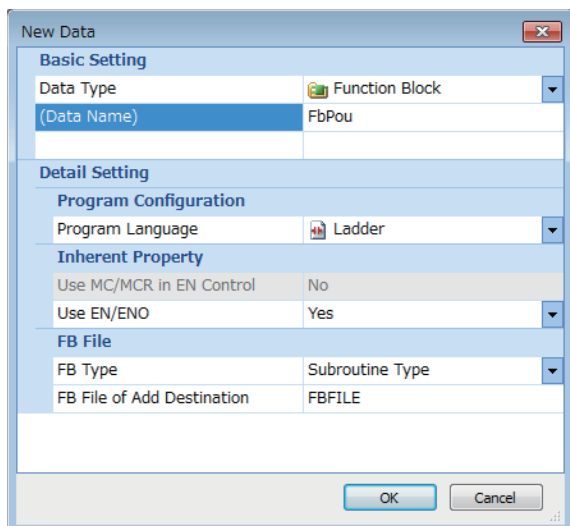 New Data
Basic Setting
Data Type Function Block
(Data Name) FbPou
Detail Setting
Program Configuration
Program Language Ladder
Inherent Property
Use MC/MCR in EN Control No
Use EN/ENO Yes
FB File
FB Type Subroutine Type
FB File of Add Destination FBFILE
OK Cancel